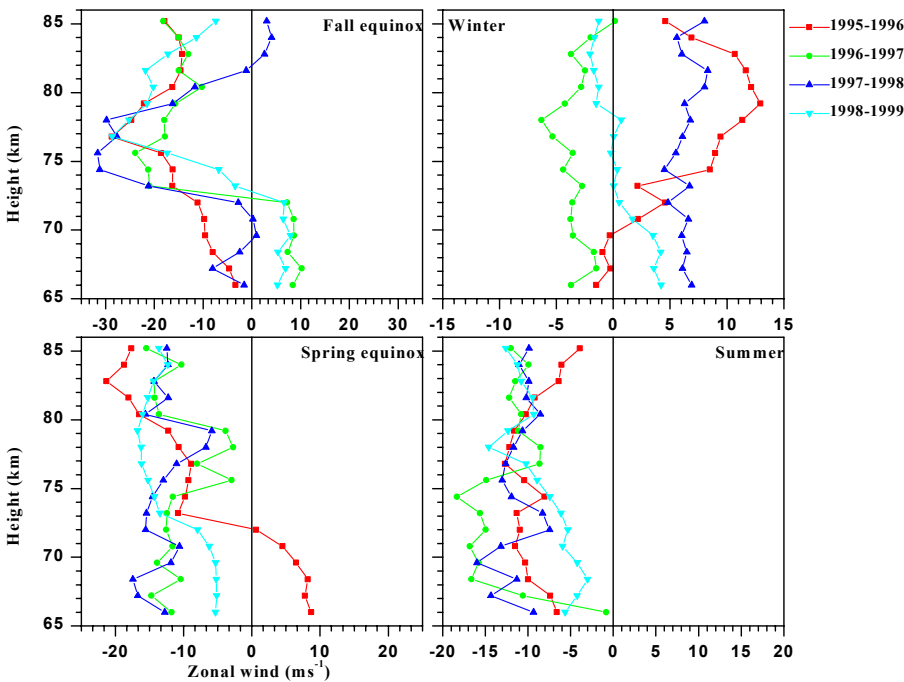 85
80
75
70
65
Height (km)
Fall equinox
-30 -20 -10 0 10 20 30
Winter
-15 -10 -5 0 5 10 15
1995-1996
1996-1997
1997-1998
1998-1999
85
80
75
70
65
Height (km)
Spring equinox
-30 -20 -10 0 10 20 30
Zonal wind (ms⁻¹)
Summer
-20 -15 -10 -5 0 5 10 15 20